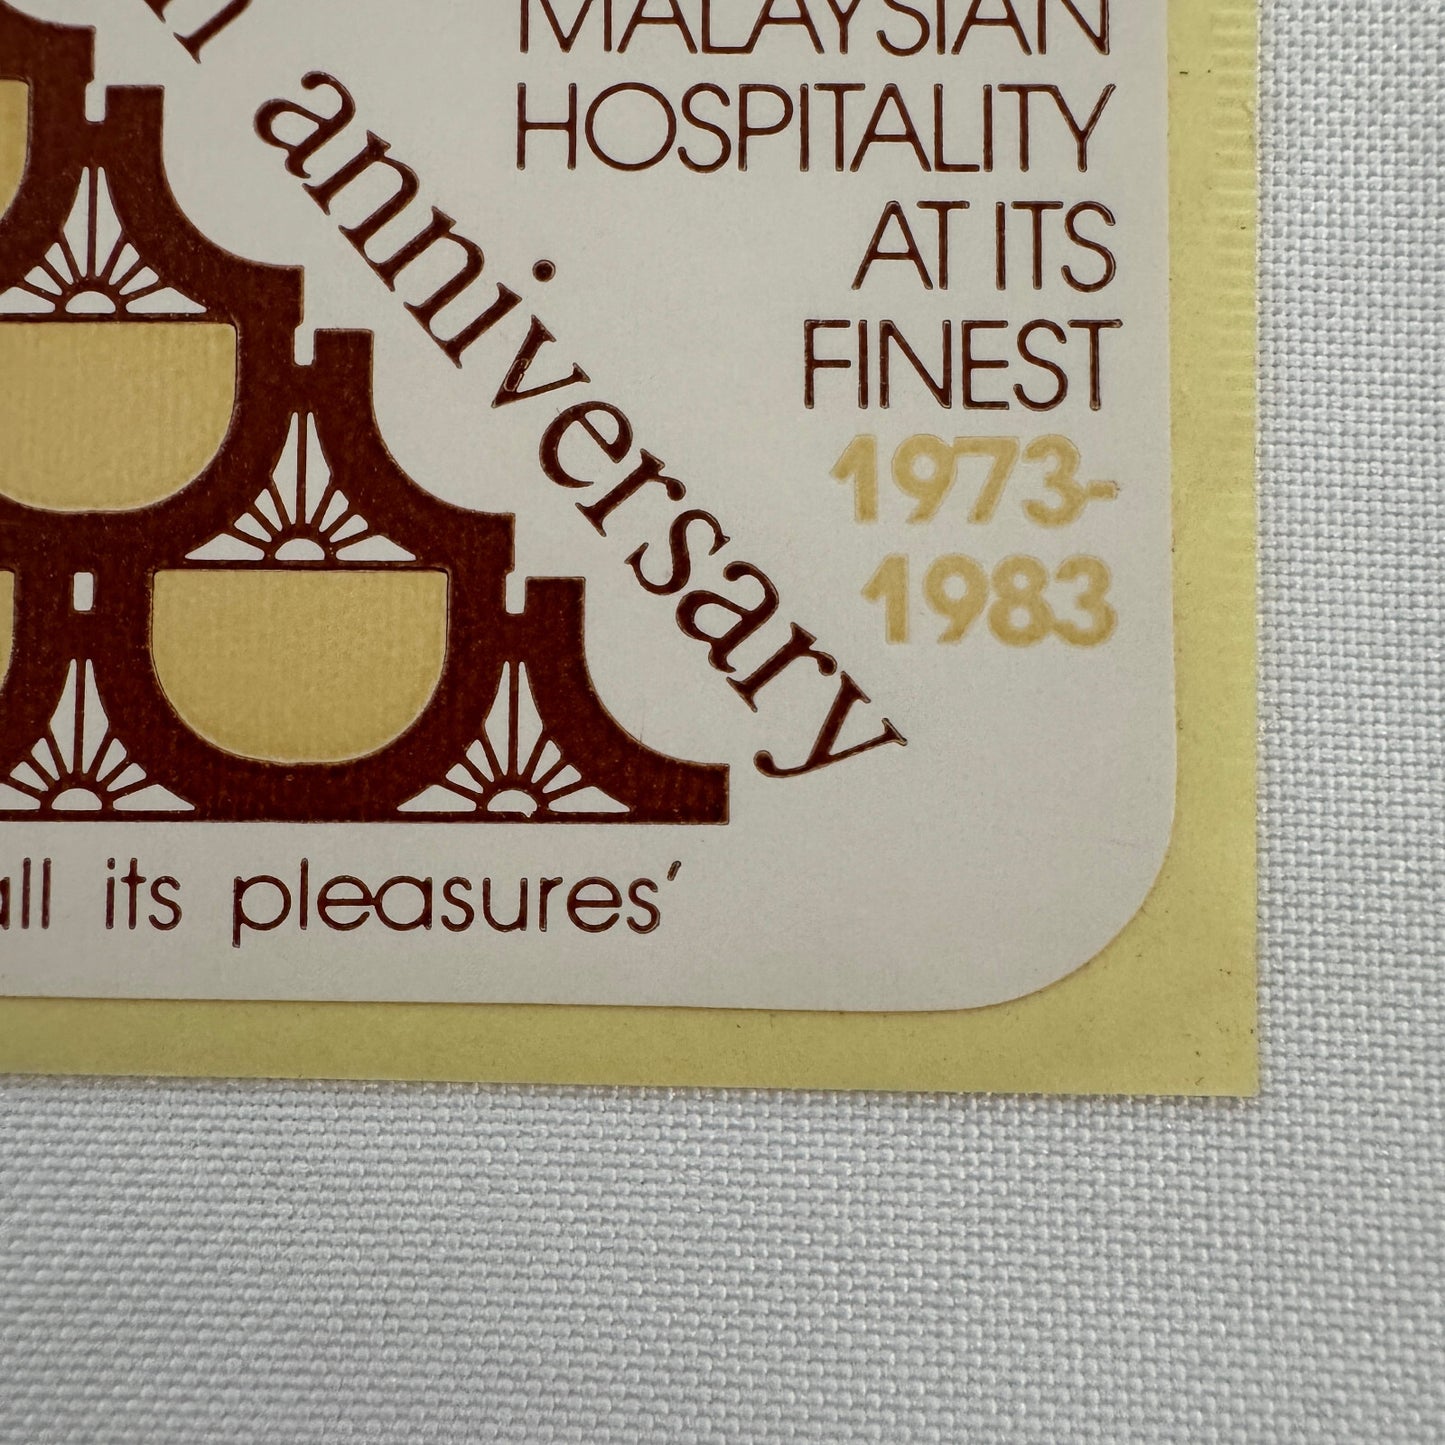 MALAYSIAN
HOSPITALITY
AT ITS
FINEST
1973-
1983
anniversary
all its pleasures'